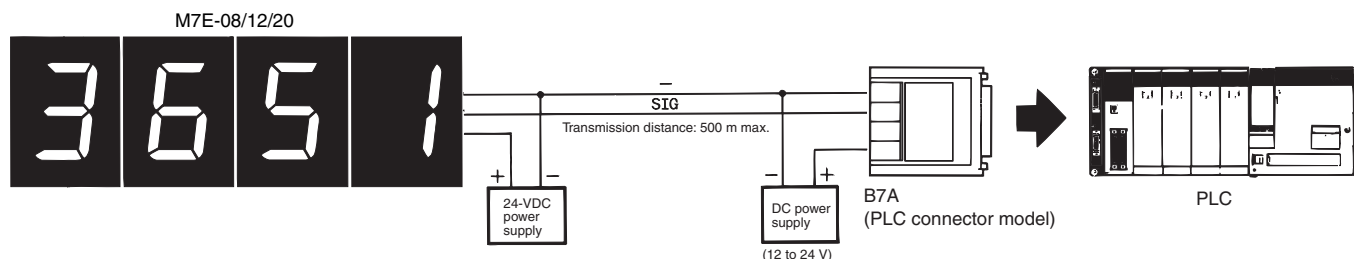 M7E-08/12/20
3651
−
SIG
Transmission distance: 500 m max.
+ −
24-VDC
power
supply
− +
DC power
supply
(12 to 24 V)
B7A
(PLC connector model)
PLC